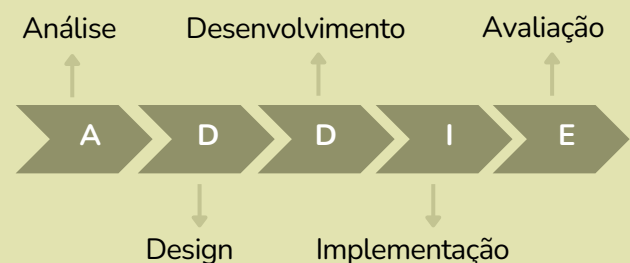 Análise Desenvolvimento Avaliação
A D D I E
Design Implementação